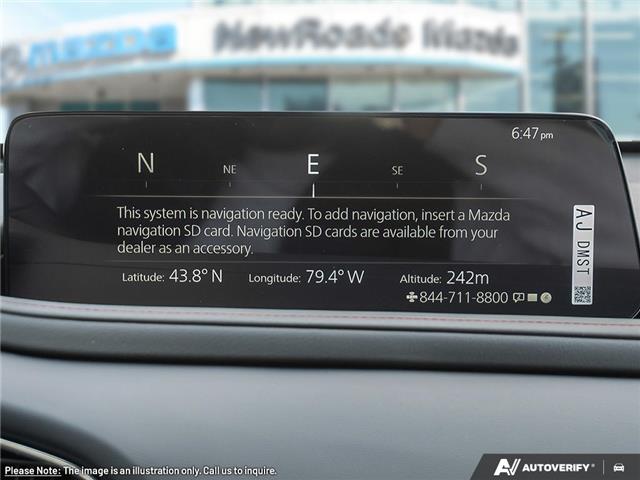 mazda
NewRoads Mazda
6:47 pm
N NE E SE S
This system is navigation ready. To add navigation, insert a Mazda
navigation SD card. Navigation SD cards are available from your
dealer as an accessory.
Latitude: 43.8° N Longitude: 79.4° W Altitude: 242m
844-711-8800
AJ DMST
Please Note: The image is an illustration only. Call us to inquire.
AV AUTOVERIFY